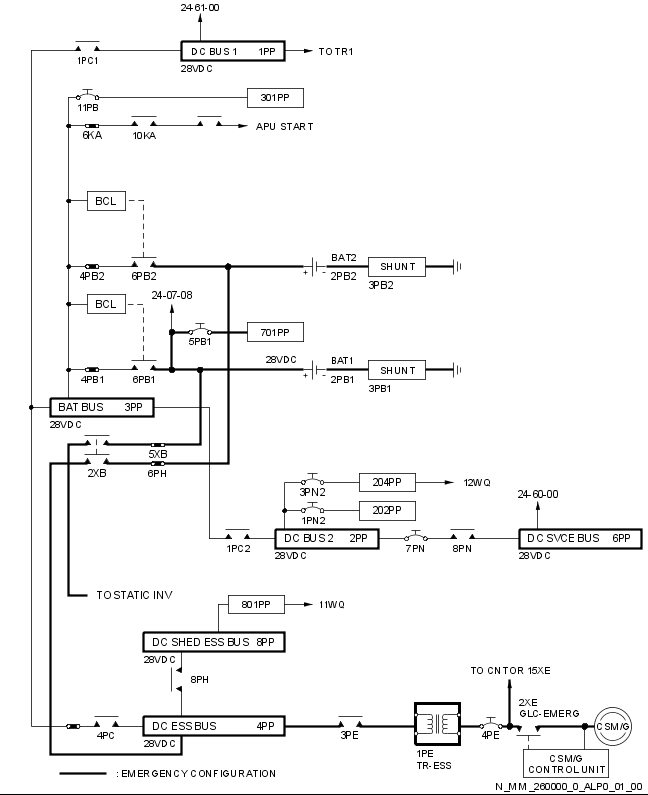 24-61-00
DC BUS 1 1PP
TO TR1
1PC1
28VDC
11PB
301PP
6KA
10KA
APU START
BCL
BAT2
4PB2
6PB2
2PB2
SHUNT
3PB2
24-07-08
BCL
5PB1
701PP
28VDC
BAT1
4PB1
6PB1
2PB1
SHUNT
3PB1
BAT BUS 3PP
28VDC
5XB
2XB
6PH
3PN2
204PP
12WQ
1PN2
202PP
24-60-00
1PC2
DC BUS 2 2PP
28VDC
7PN
8PN
DC SVCE BUS 6PP
28VDC
TO STATIC INV
801PP
11WQ
DC SHED ESS BUS 8PP
28VDC
8PH
TO CNTOR 15XE
2XE
GLC-EMERG
4PC
DC ESS BUS 4PP
28VDC
3PE
1PE
TR-ESS
4PE
CSM/G
CSM/G
CONTROL UNIT
: EMERGENCY CONFIGURATION
N_MM_260000_0_ALP0_01_00
+ -
+ -